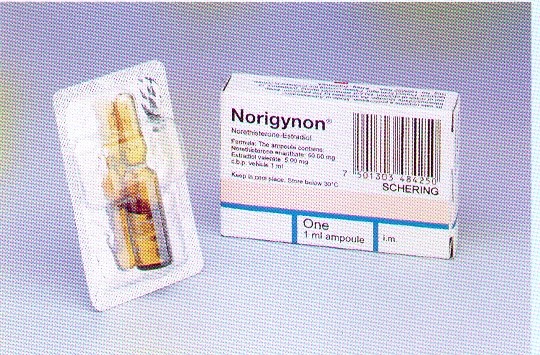 Norigynon®
Norethisterone-Estradiol
Formula: The ampoule contains:
Norethisterone enanthate 50.00 mg
Estradiol valerate 5.00 mg
c.b.p. vehicle 1 ml
Keep in cool place. Store below 30°C
7 501303 484250
SCHERING
One
1 ml ampoule
i.m.